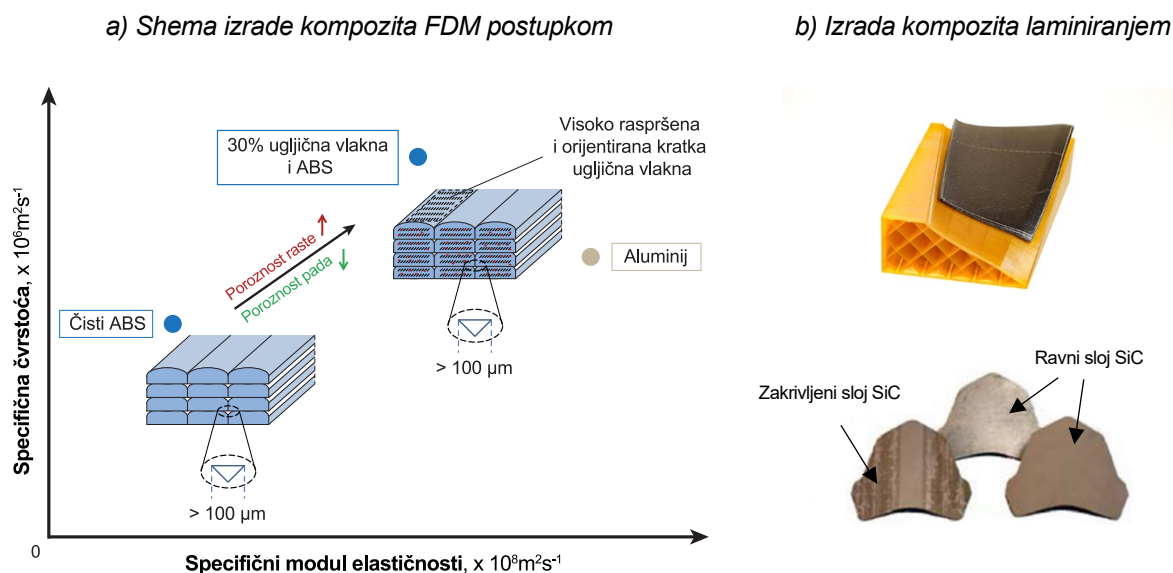 a) Shema izrade kompozita FDM postupkom
b) Izrada kompozita laminiranjem
Specifična čvrstoća, x 10⁶m²s⁻¹
30% ugljična vlakna
i ABS
Visoko raspršena
i orijentirana kratka
ugljična vlakna
Poroznost raste
Poroznost pada
Aluminij
Čisti ABS
> 100 µm
> 100 µm
0
Specifični modul elastičnosti, x 10⁸m²s⁻¹
Ravni sloj SiC
Zakrivljeni sloj SiC